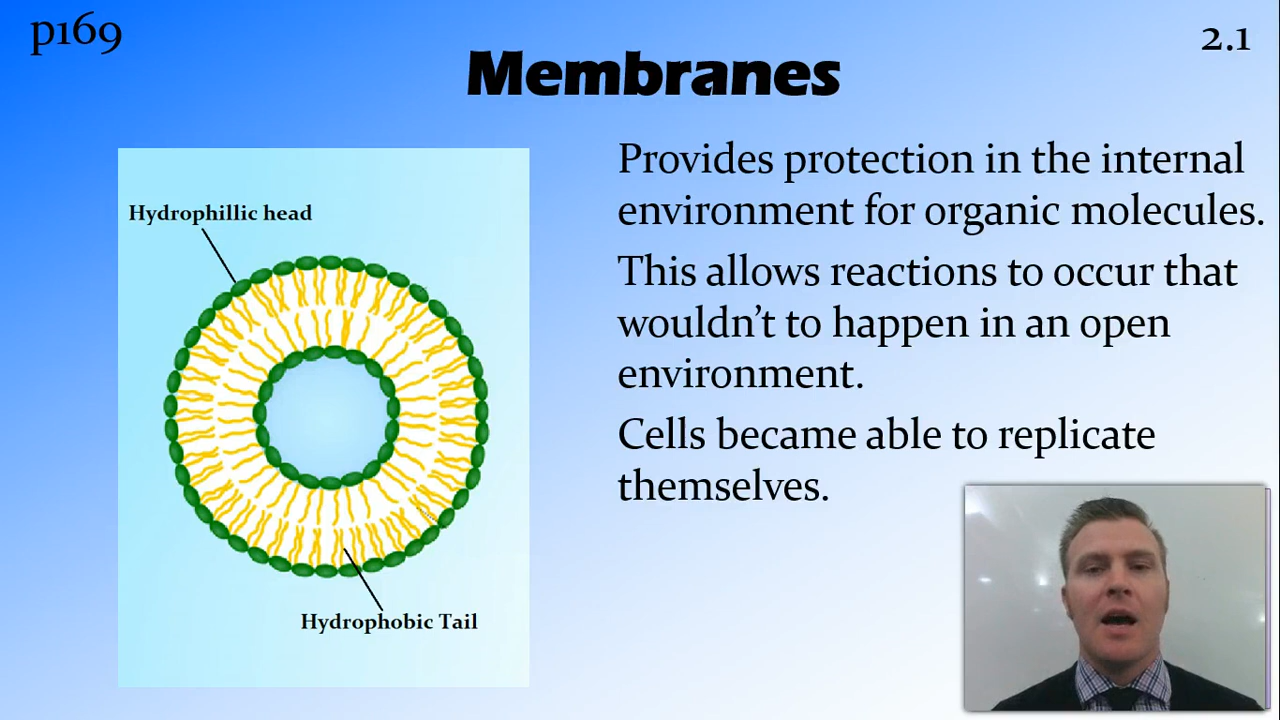 p169
2.1
Membranes
Hydrophillic head
Hydrophobic Tail
Provides protection in the internal
environment for organic molecules.
This allows reactions to occur that
wouldn’t to happen in an open
environment.
Cells became able to replicate
themselves.